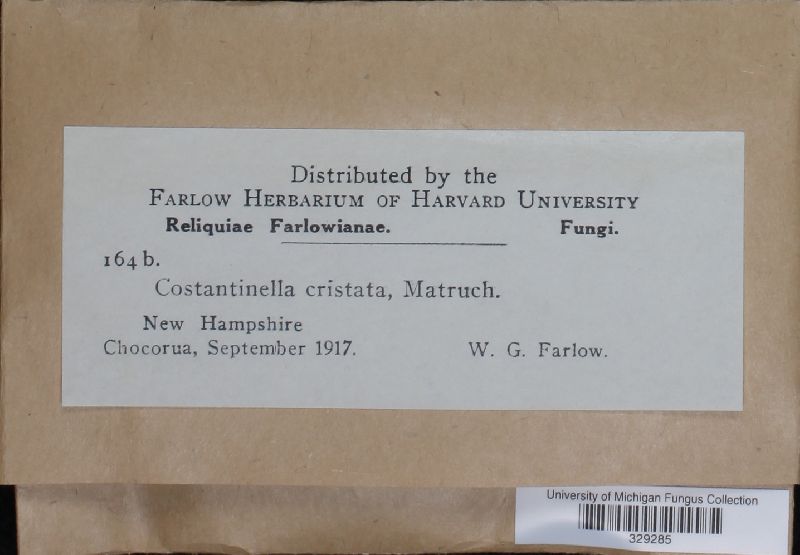 Distributed by the
FARLOW HERBARIUM OF HARVARD UNIVERSITY
Reliquiae Farlowianae. Fungi.
164b.
Costantinella cristata, Matruch.
New Hampshire
Chocorua, September 1917. W. G. Farlow.
University of Michigan Fungus Collection
329285